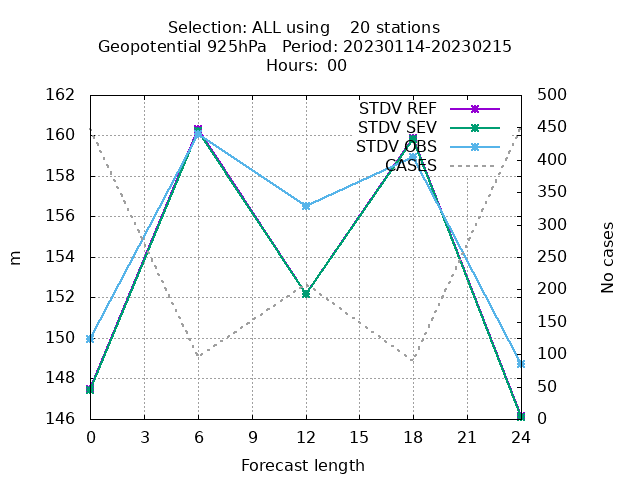 Selection: ALL using    20 stations
Geopotential 925hPa   Period: 20230114-20230215
Hours:  00
162
160
158
156
154
152
150
148
146
500
450
400
350
300
250
200
150
100
50
0
STDV REF
STDV SEV
STDV OBS
CASES
m
No cases
0 3 6 9 12 15 18 21 24
Forecast length